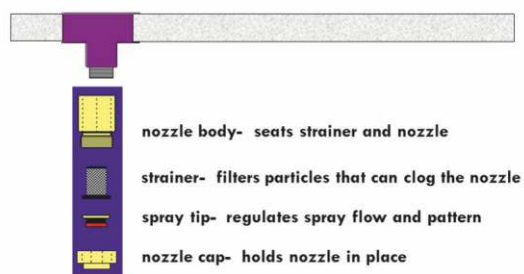 nozzle body- seats strainer and nozzle
strainer- filters particles that can clog the nozzle
spray tip- regulates spray flow and pattern
nozzle cap- holds nozzle in place